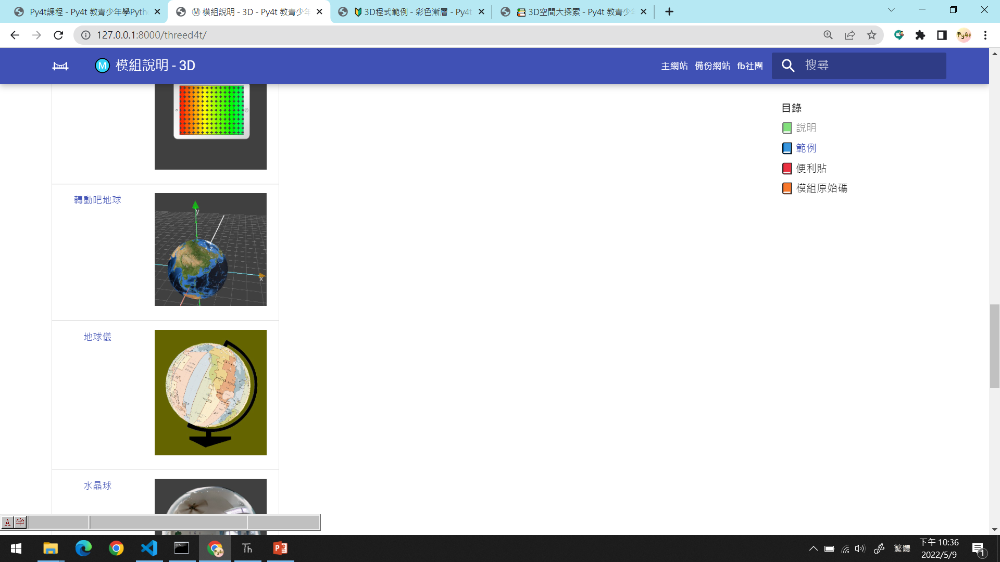 Py4t課程 - Py4t 教青少年學Pyth
Ⓜ 模組說明 - 3D - Py4t 教青少年
3D程式範例 - 彩色漸層 - Py4t
3D空間大探索 - Py4t 教青少年
127.0.0.1:8000/threed4t/
Py4t
M 模組說明 - 3D
主網站 備份網站 fb社團 搜尋
目錄
說明
範例
便利貼
模組原始碼
轉動吧地球
y
z
x
地球儀
水晶球
A 半
Th
P
繁體
下午 10:36
2022/5/9
1